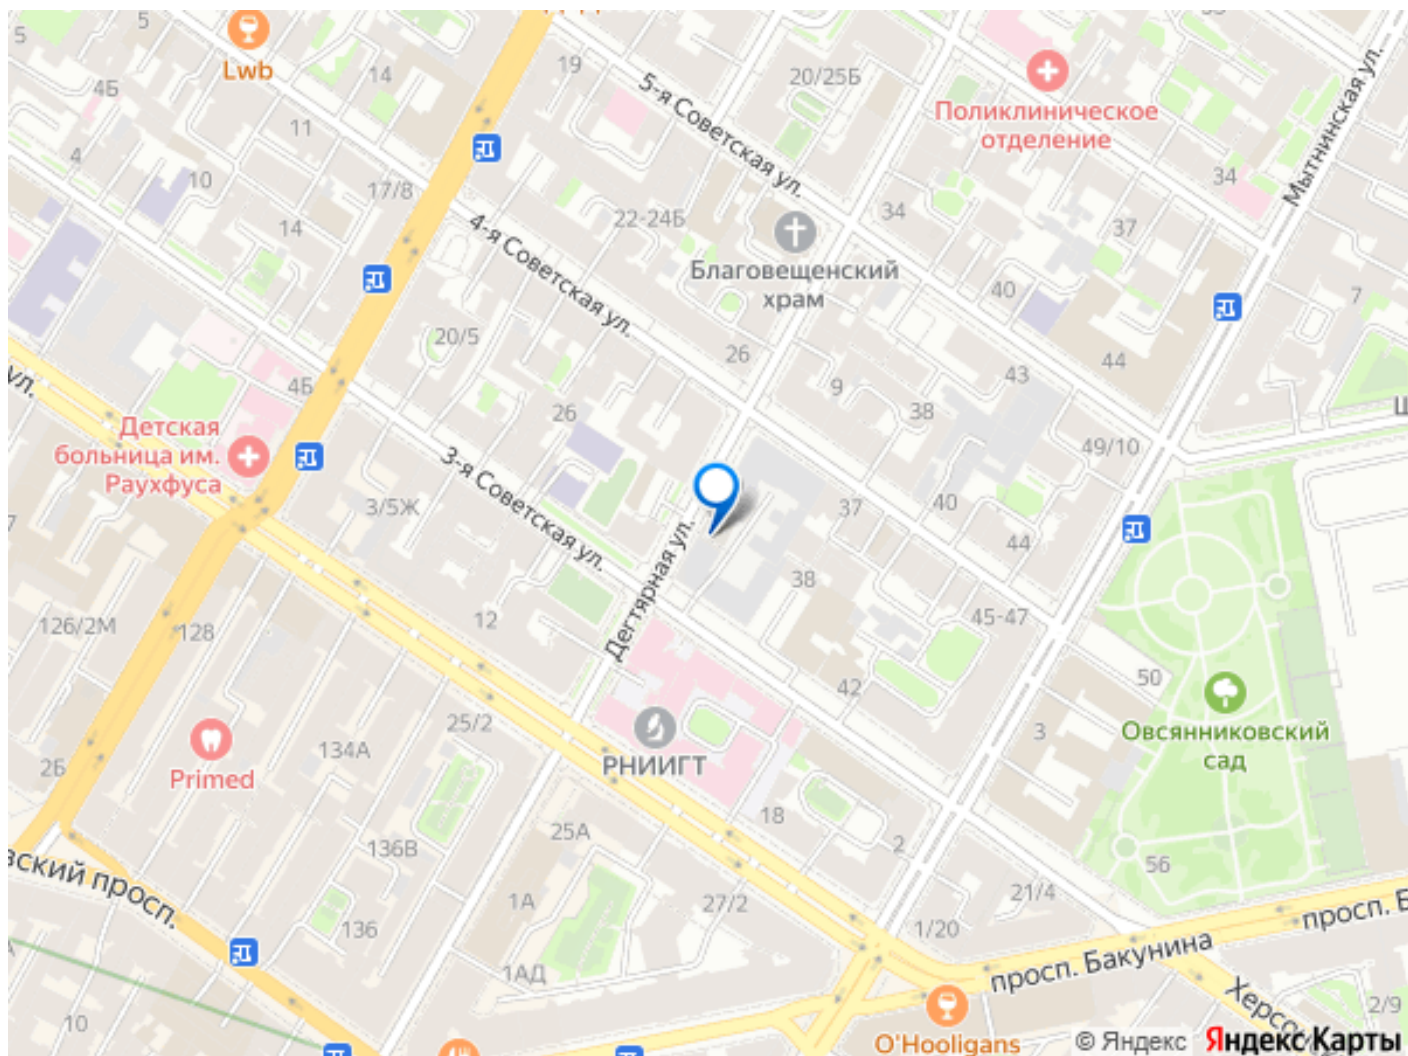 5
5
Lwb
14
4Б
11
4
10
17/8
14
19
5-я Советская ул.
20/25Б
Поликлиническое
отделение
34
Мытнинская ул.
22-24Б
34
37
4-я Советская ул.
Благовещенский
храм
40
7
20/5
26
44
43
9
38
ул.
4Б
26
49/10
Детская
больница им.
Раухфуса
3-я Советская ул.
3/5Ж
37
40
44
7
Дегтярная ул.
38
12
45-47
126/2М
128
50
42
Овсянниковский
сад
3
25/2
134А
РНИИГТ
2Б
Primed
18
25А
136В
2
56
вский просп.
1А
27/2
21/4
136
1/20
просп. Б
просп. Бакунина
1АД
Херсо
2/9
10
O'Hooligans
© Яндекс Яндекс Карты